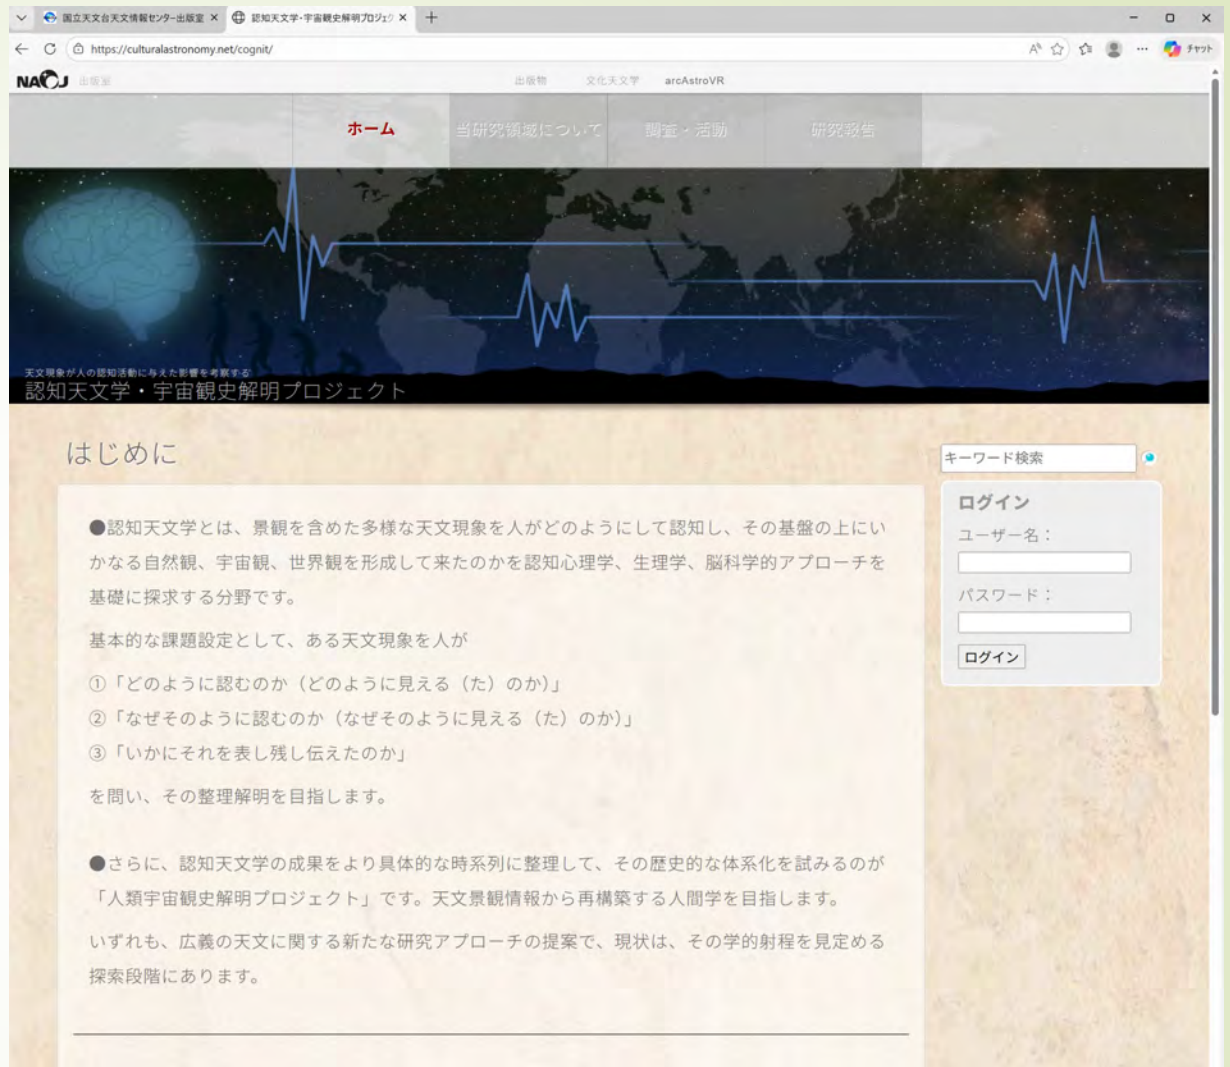 国立天文台天文情報センター出版室
認知天文学・宇宙観史解明プロジェク
https://culturalastronomy.net/cognit/
チャット
NAOJ 出版室
出版物 文化天文学 arcAstroVR
ホーム 当研究領域について 調査・活動 研究報告
天文現象が人の認知活動に与えた影響を考察する
認知天文学・宇宙観史解明プロジェクト
はじめに
●認知天文学とは、景観を含めた多様な天文現象を人がどのようにして認知し、その基盤の上にい
かなる自然観、宇宙観、世界観を形成して来たのかを認知心理学、生理学、脳科学的アプローチを
基礎に探求する分野です。
基本的な課題設定として、ある天文現象を人が
①「どのように認むのか（どのように見える（た）のか）」
②「なぜそのように認むのか（なぜそのように見える（た）のか）」
③「いかにそれを表し残し伝えたのか」
を問い、その整理解明を目指します。
●さらに、認知天文学の成果をより具体的な時系列に整理して、その歴史的な体系化を試みるのが
「人類宇宙観史解明プロジェクト」です。天文景観情報から再構築する人間学を目指します。
いずれも、広義の天文に関する新たな研究アプローチの提案で、現状は、その学的射程を見定める
探索段階にあります。
キーワード検索
ログイン
ユーザー名：
パスワード：
ログイン